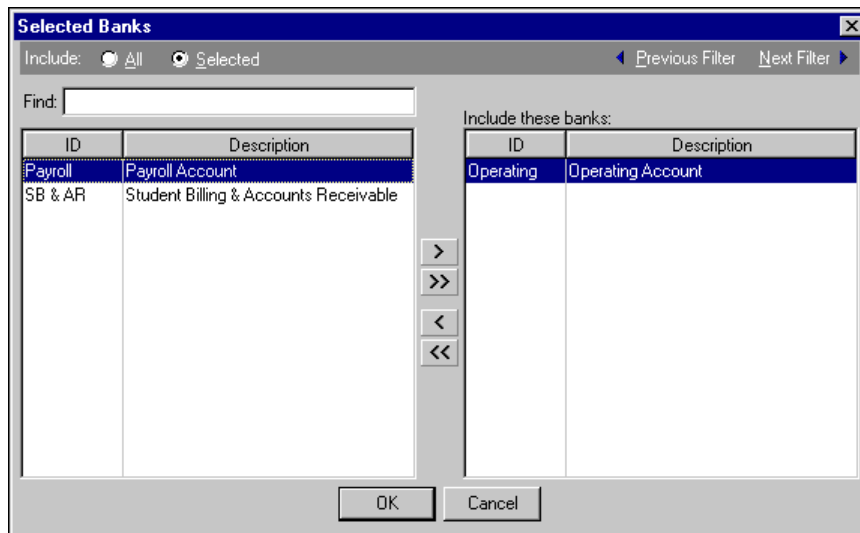 Selected Banks
Include: All Selected Previous Filter Next Filter
Find:
Include these banks:
ID Description
Payroll Payroll Account
SB & AR Student Billing & Accounts Receivable
ID Description
Operating Operating Account
>
>>
<
<<
OK Cancel